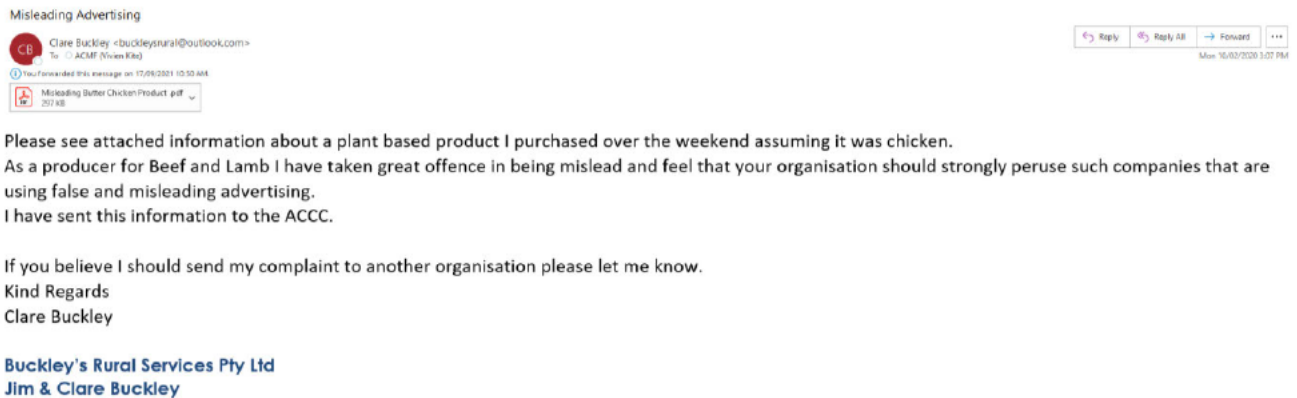 Misleading Advertising
CB
Clare Buckley <buckleysrural@outlook.com>
To ACMF (Vivien Kite)
Reply
Reply All
Forward
Mon 16/03/2020 3:07 PM
You forwarded this message on 17/09/2021 10:50 AM.
Misleading Butter Chicken Product .pdf
297 KB
Please see attached information about a plant based product I purchased over the weekend assuming it was chicken.
As a producer for Beef and Lamb I have taken great offence in being mislead and feel that your organisation should strongly peruse such companies that are
using false and misleading advertising.
I have sent this information to the ACCC.
If you believe I should send my complaint to another organisation please let me know.
Kind Regards
Clare Buckley
Buckley's Rural Services Pty Ltd
Jim & Clare Buckley